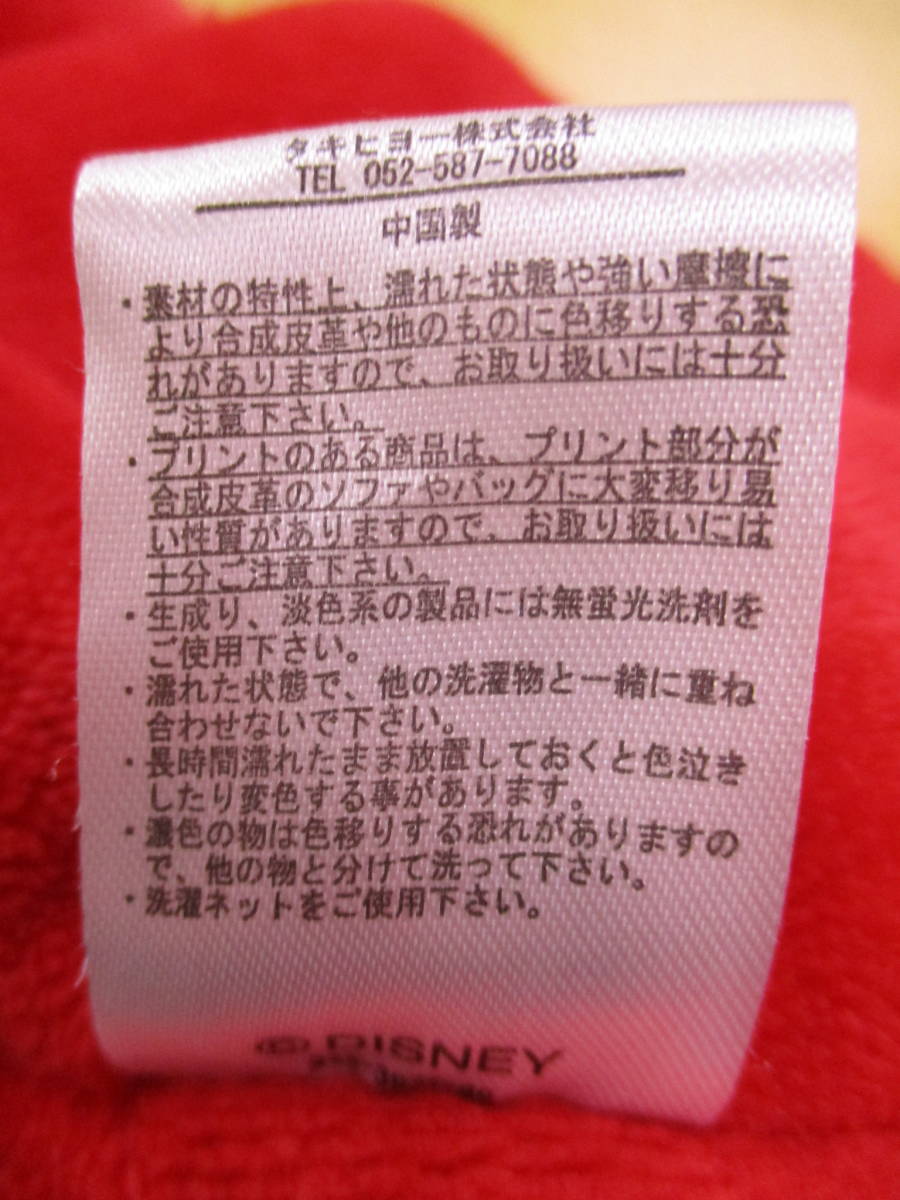 タキヒヨー株式会社
TEL 052-587-7088
中国製
・素材の特性上、濡れた状態や強い摩擦に
より合成皮革や他のものに色移りする恐
れがありますので、お取り扱いには十分
ご注意下さい。
・プリントのある商品は、プリント部分が
合成皮革のソファやバッグに大変移り易
い性質がありますので、お取り扱いには
十分ご注意下さい。
・生成り、淡色系の製品には無蛍光洗剤を
ご使用下さい。
・濡れた状態で、他の洗濯物と一緒に重ね
合わせないで下さい。
・長時間濡れたまま放置しておくと色泣き
したり変色する事があります。
・濃色の物は色移りする恐れがありますの
で、他の物と分けて洗って下さい。
・洗濯ネットをご使用下さい。
© DISNEY